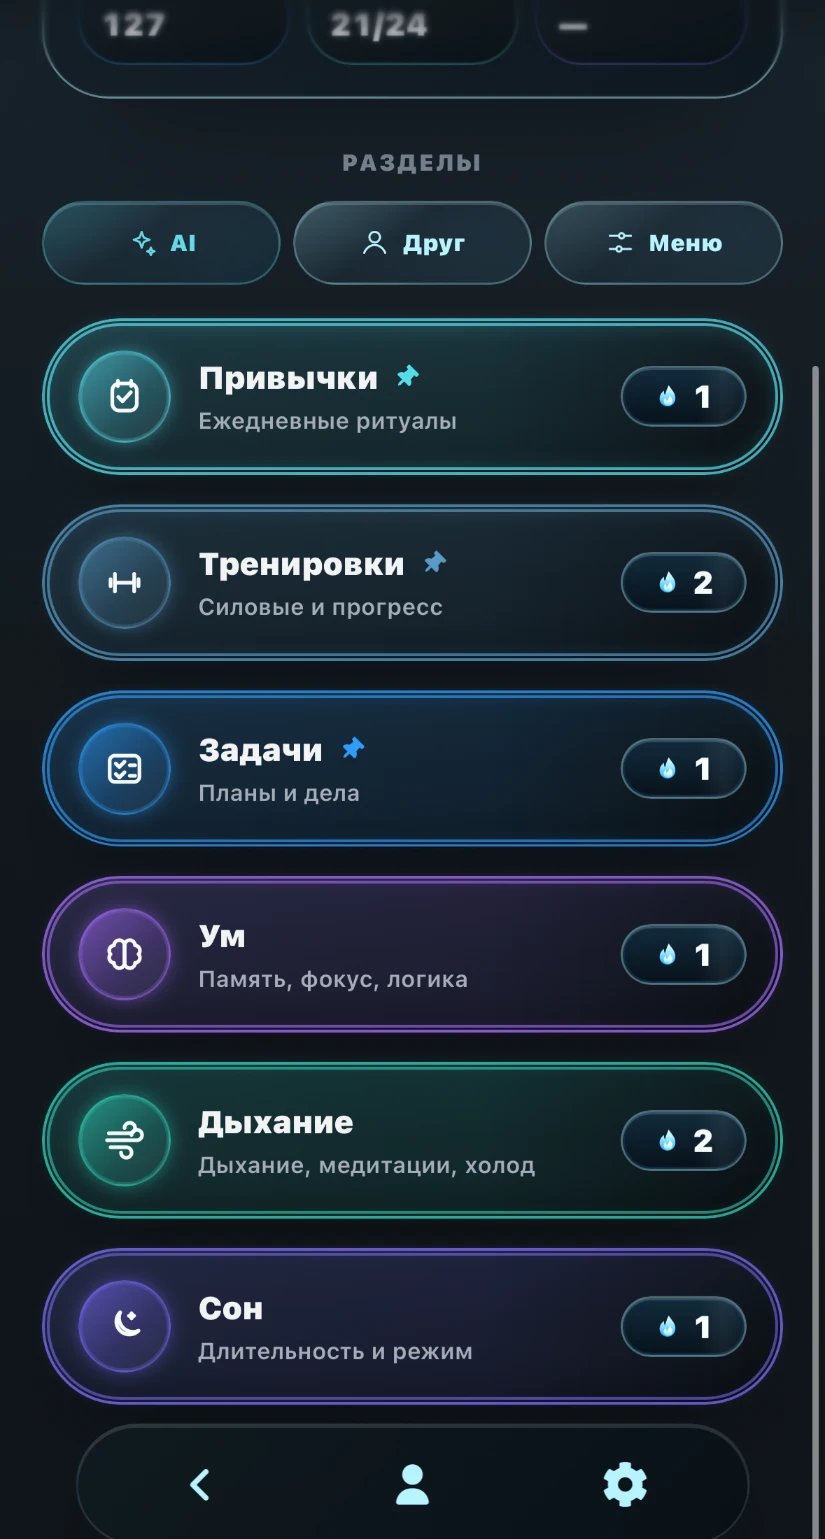 127
21/24
—
РАЗДЕЛЫ
AI
Друг
Меню
Привычки
Ежедневные ритуалы
1
Тренировки
Силовые и прогресс
2
Задачи
Планы и дела
1
Ум
Память, фокус, логика
1
Дыхание
Дыхание, медитации, холод
2
Сон
Длительность и режим
1